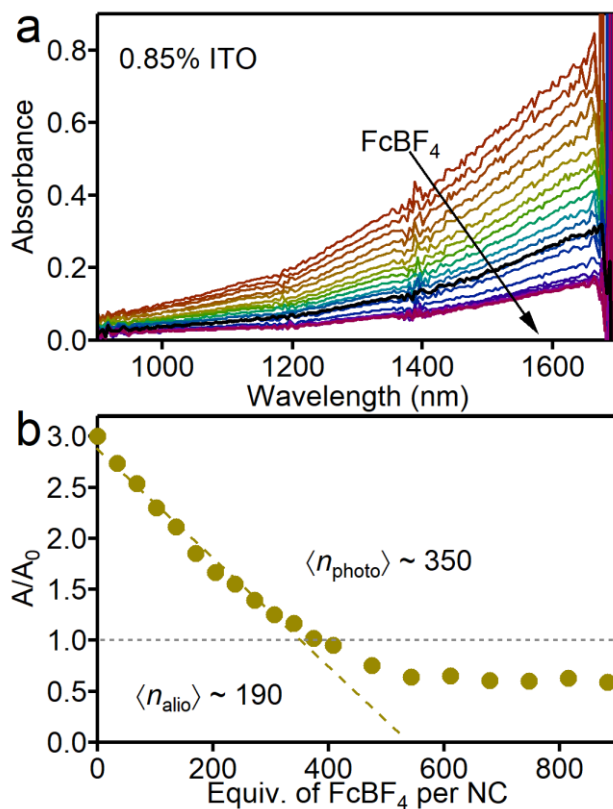 a
0.85% ITO
FcBF₄
Absorbance
0.8
0.6
0.4
0.2
0.0
1000 1200 1400 1600
Wavelength (nm)
b
⟨n_photo⟩ ~ 350
⟨n_alio⟩ ~ 190
A/A₀
3.0
2.5
2.0
1.5
1.0
0.5
0.0
0 200 400 600 800
Equiv. of FcBF₄ per NC